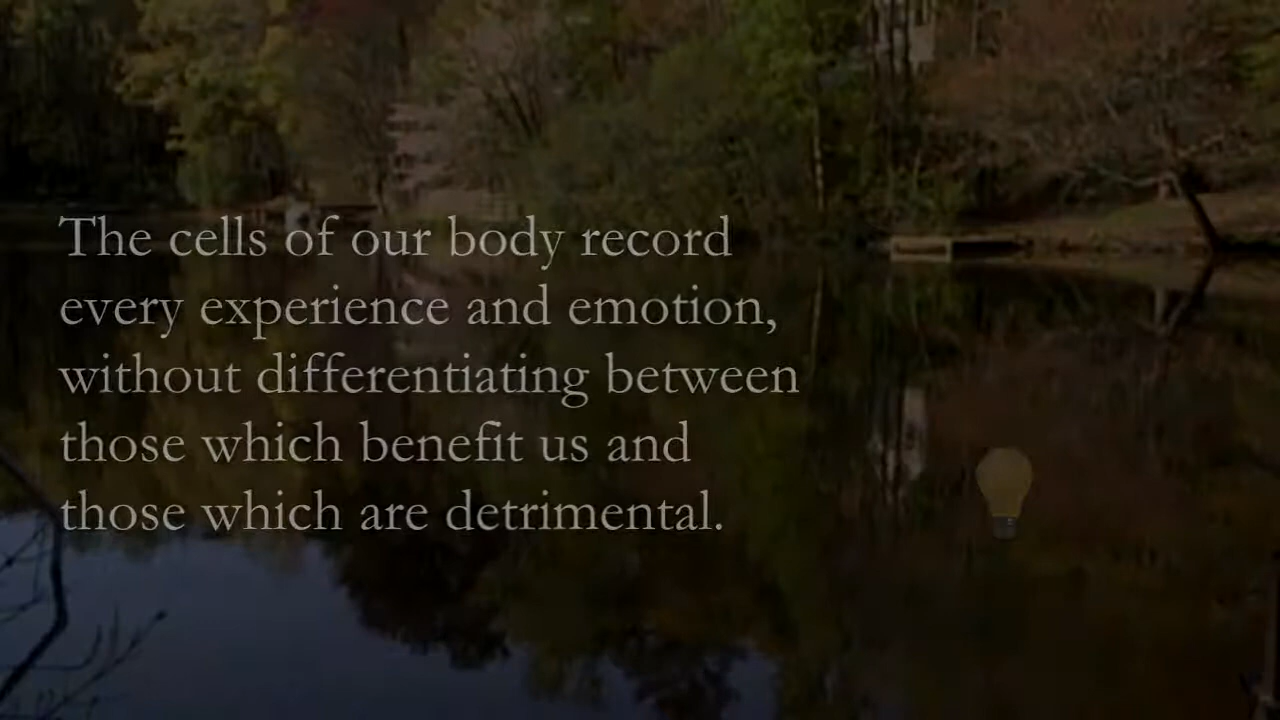 The cells of our body record
every experience and emotion,
without differentiating between
those which benefit us and
those which are detrimental.